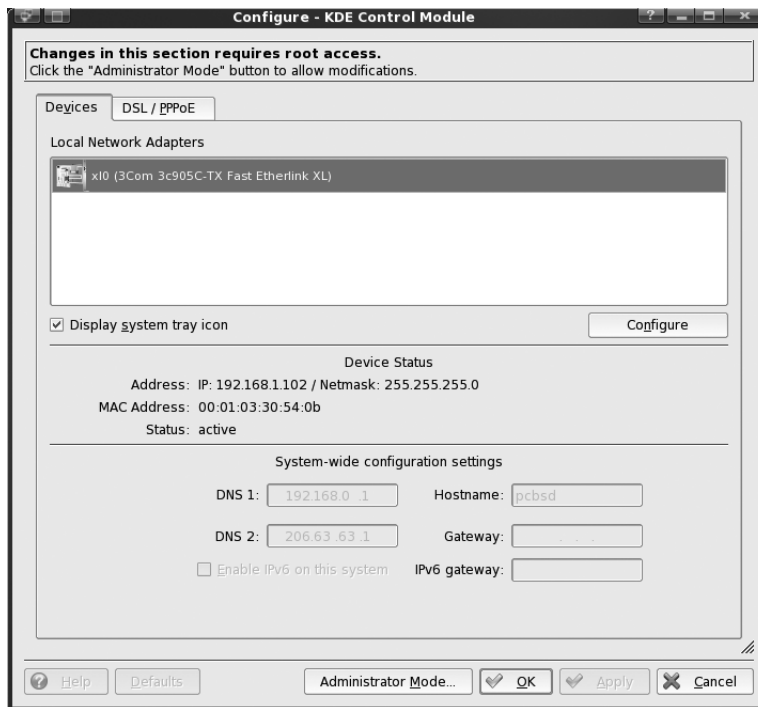 Configure - KDE Control Module
Changes in this section requires root access.
Click the "Administrator Mode" button to allow modifications.
Devices DSL / PPPoE
Local Network Adapters
xl0 (3Com 3c905C-TX Fast Etherlink XL)
Display system tray icon Configure
Device Status
Address: IP: 192.168.1.102 / Netmask: 255.255.255.0
MAC Address: 00:01:03:30:54:0b
Status: active
System-wide configuration settings
DNS 1: 192.168.0 .1 Hostname: pcbsd
DNS 2: 206.63 .63 .1 Gateway: . . .
Enable IPv6 on this system IPv6 gateway:
Help Defaults Administrator Mode... OK Apply Cancel